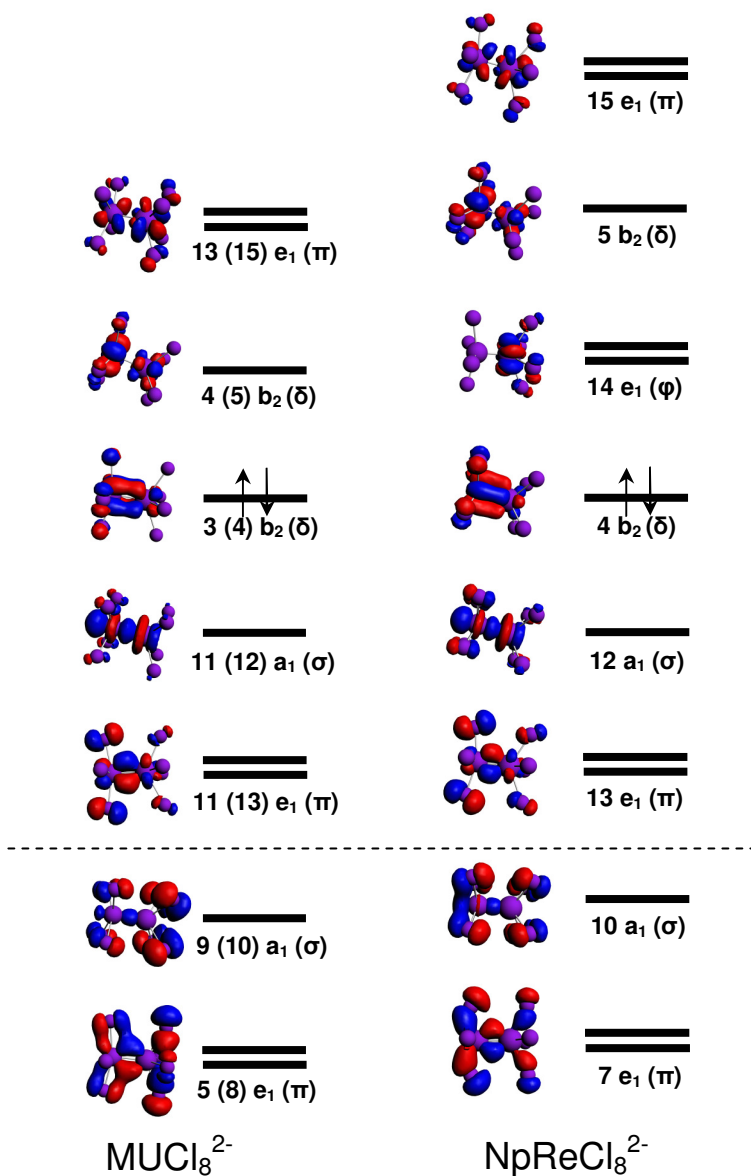 15 e₁ (π)
13 (15) e₁ (π)
5 b₂ (δ)
4 (5) b₂ (δ)
14 e₁ (φ)
3 (4) b₂ (δ)
4 b₂ (δ)
11 (12) a₁ (σ)
12 a₁ (σ)
11 (13) e₁ (π)
13 e₁ (π)
9 (10) a₁ (σ)
10 a₁ (σ)
5 (8) e₁ (π)
7 e₁ (π)
MUCl₈²⁻
NpReCl₈²⁻